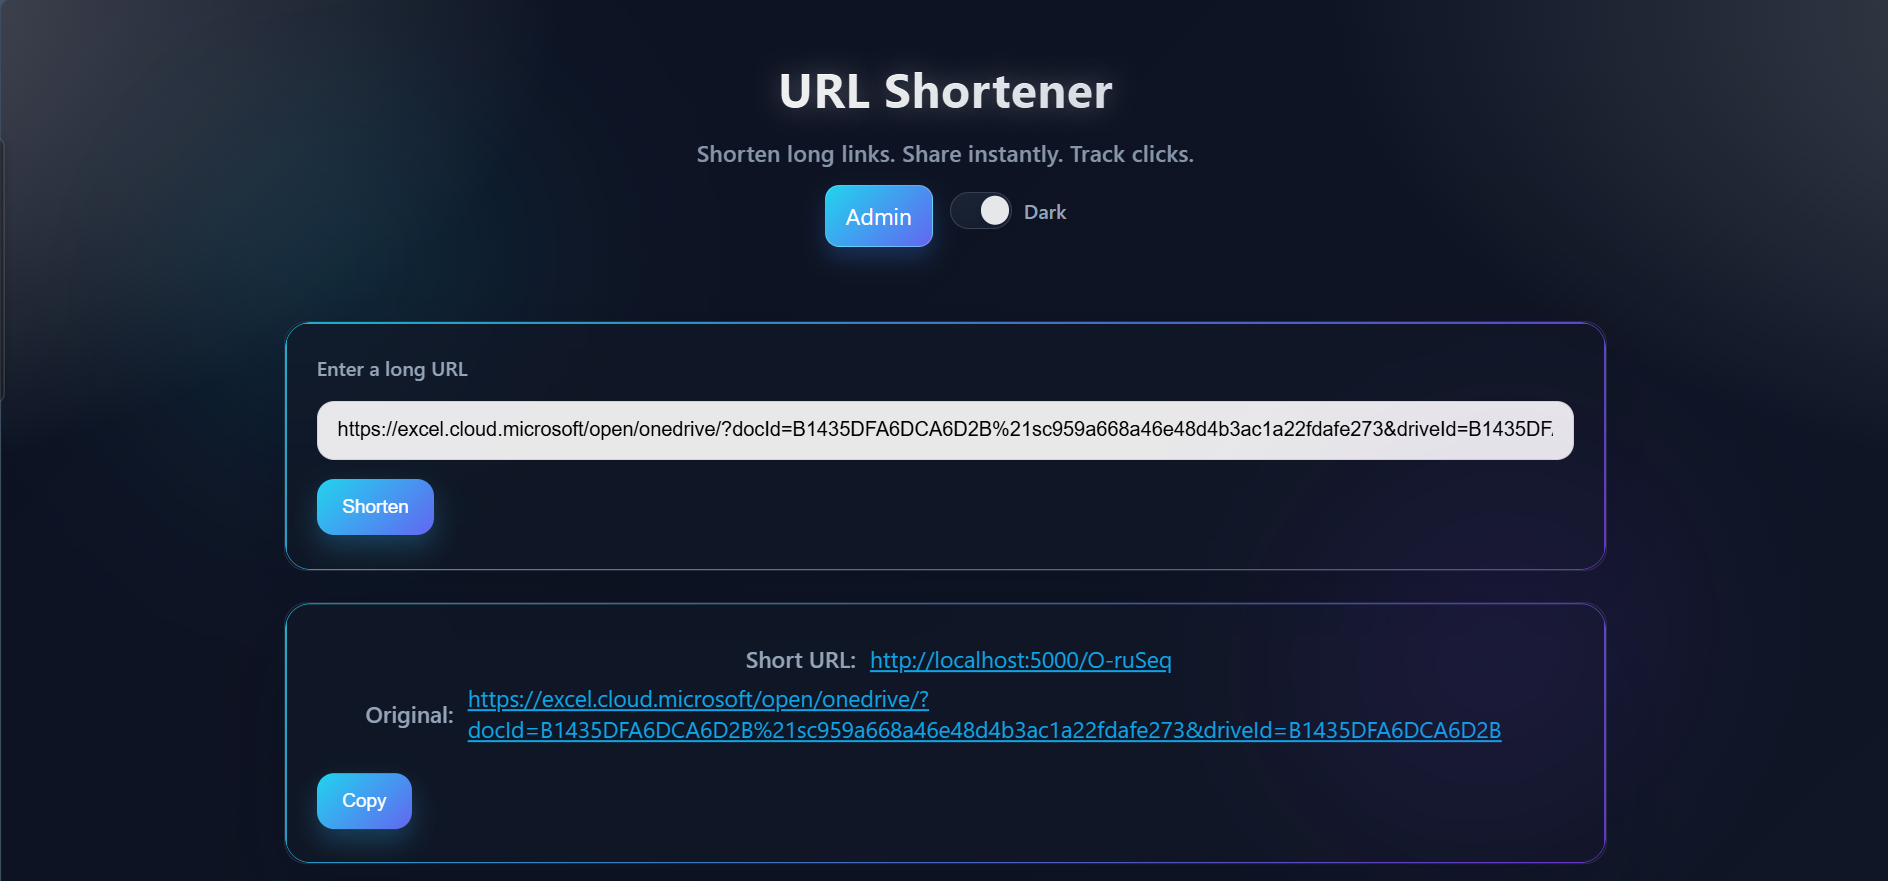 URL Shortener
Shorten long links. Share instantly. Track clicks.
Admin
Dark
Enter a long URL
https://excel.cloud.microsoft/open/onedrive/?docId=B1435DFA6DCA6D2B%21sc959a668a46e48d4b3ac1a22fdafe273&driveId=B1435DF
Shorten
Short URL: http://localhost:5000/O-ruSeq
Original: https://excel.cloud.microsoft/open/onedrive/?
docId=B1435DFA6DCA6D2B%21sc959a668a46e48d4b3ac1a22fdafe273&driveId=B1435DFA6DCA6D2B
Copy